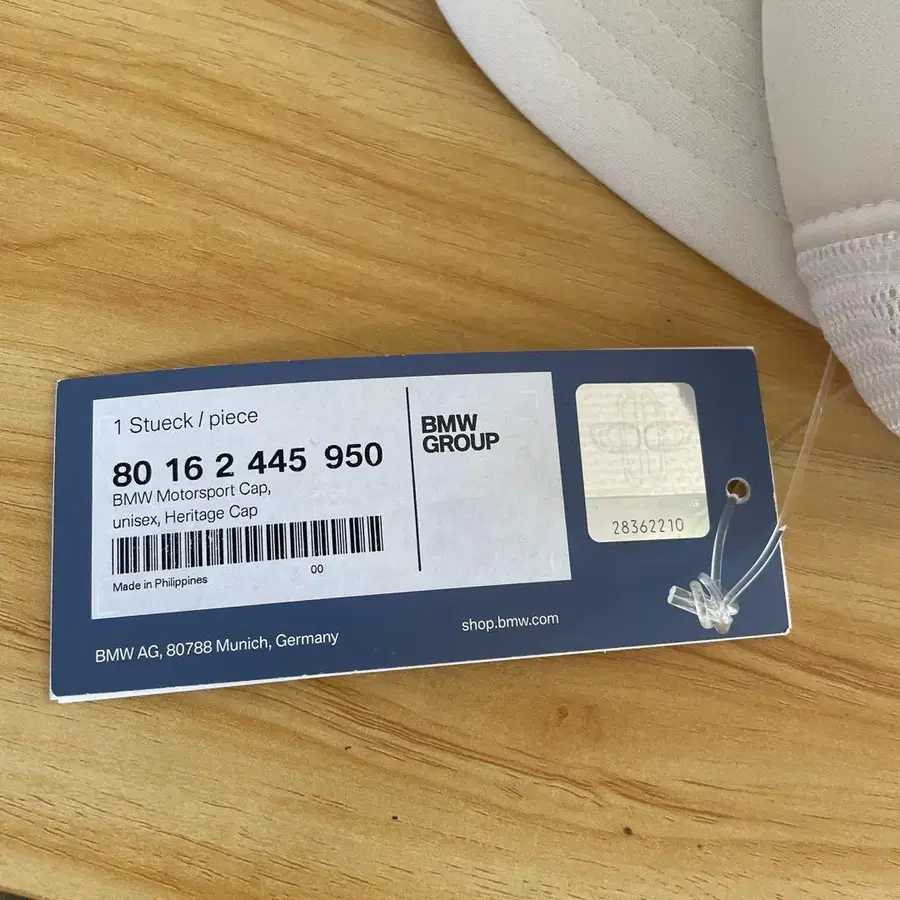 1 Stueck / piece
80 16 2 445 950
BMW Motorsport Cap,
unisex, Heritage Cap
00
Made in Philippines
BMW
GROUP
28362210
BMW AG, 80788 Munich, Germany
shop.bmw.com